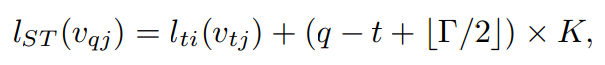 l_{ST}(v_{qj}) = l_{ti}(v_{tj}) + (q − t + ⌊Γ/2⌋) × K,